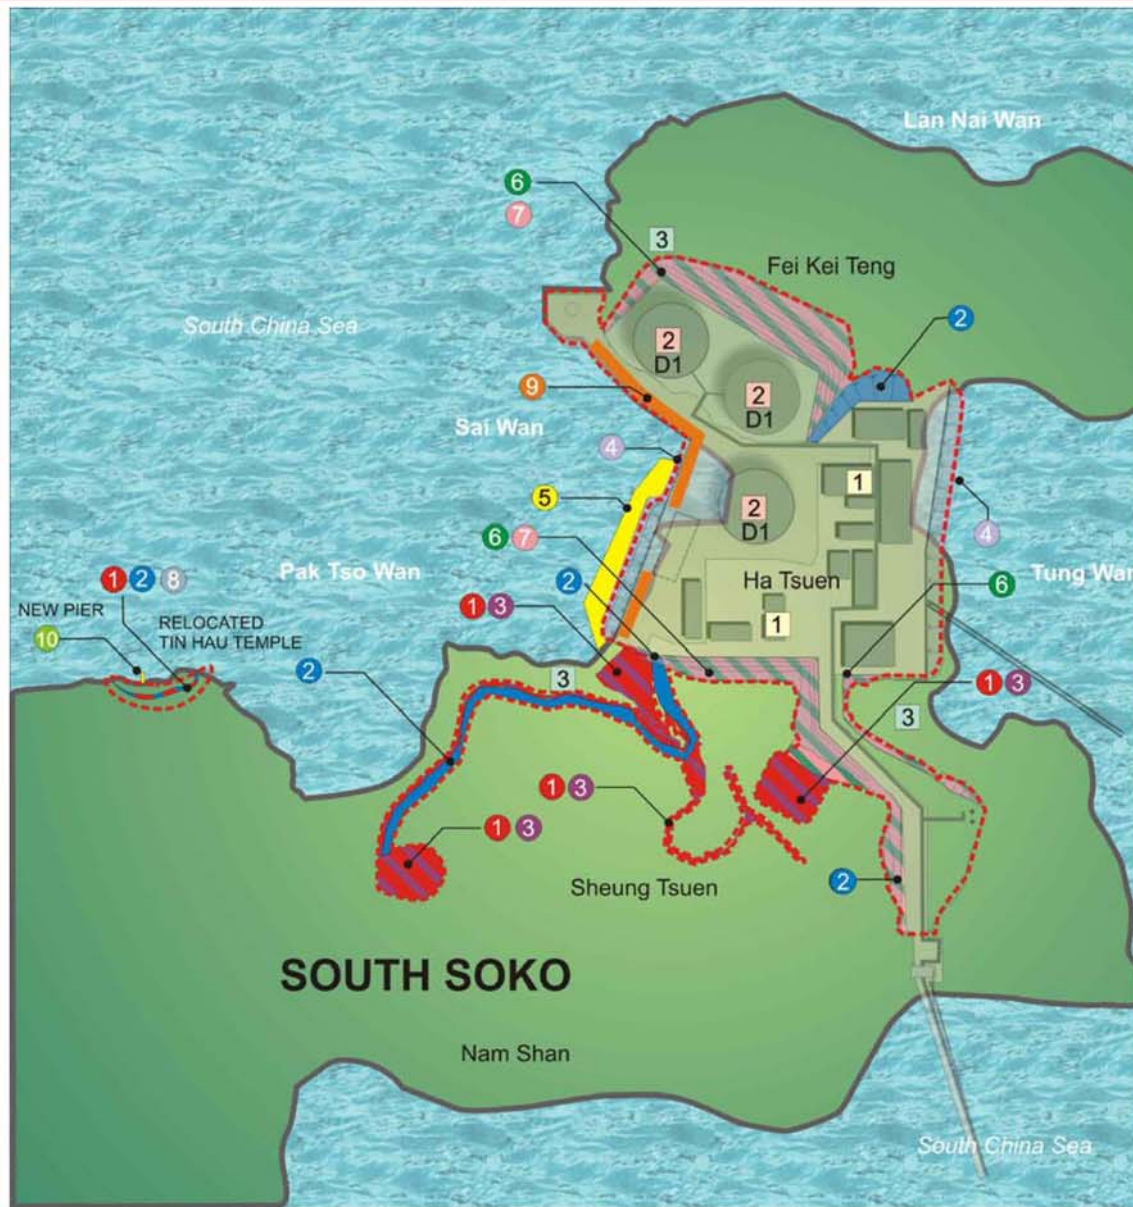 Lan Nai Wan
6
7
3
Fei Kei Teng
South China Sea
2
2
D1
9
2
D1
Sai Wan
4
1
5
2
D1
4
6 7
Pak Tso Wan
2
Ha Tsuen
6
Tung Wan
1 2 8
1 3
NEW PIER
10
RELOCATED
TIN HAU TEMPLE
1
2
3
1 3
3
1 3
1 3
Sheung Tsuen
2
SOUTH SOKO
Nam Shan
South China Sea